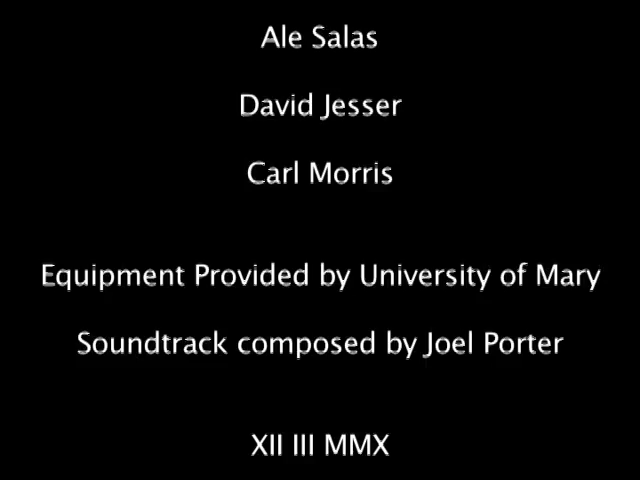 Ale Salas
David Jesser
Carl Morris
Equipment Provided by University of Mary
Soundtrack composed by Joel Porter
XII III MMX